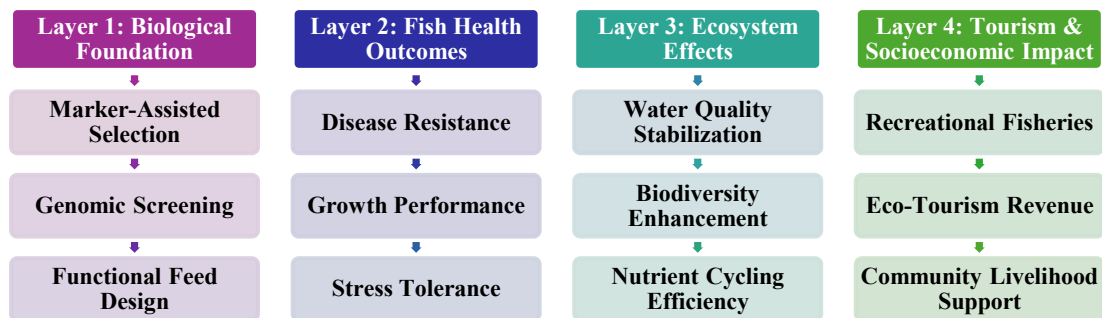 Layer 1: Biological
Foundation
Marker-Assisted
Selection
Genomic Screening
Functional Feed
Design
Layer 2: Fish Health
Outcomes
Disease Resistance
Growth Performance
Stress Tolerance
Layer 3: Ecosystem
Effects
Water Quality
Stabilization
Biodiversity
Enhancement
Nutrient Cycling
Efficiency
Layer 4: Tourism &
Socioeconomic Impact
Recreational Fisheries
Eco-Tourism Revenue
Community Livelihood
Support